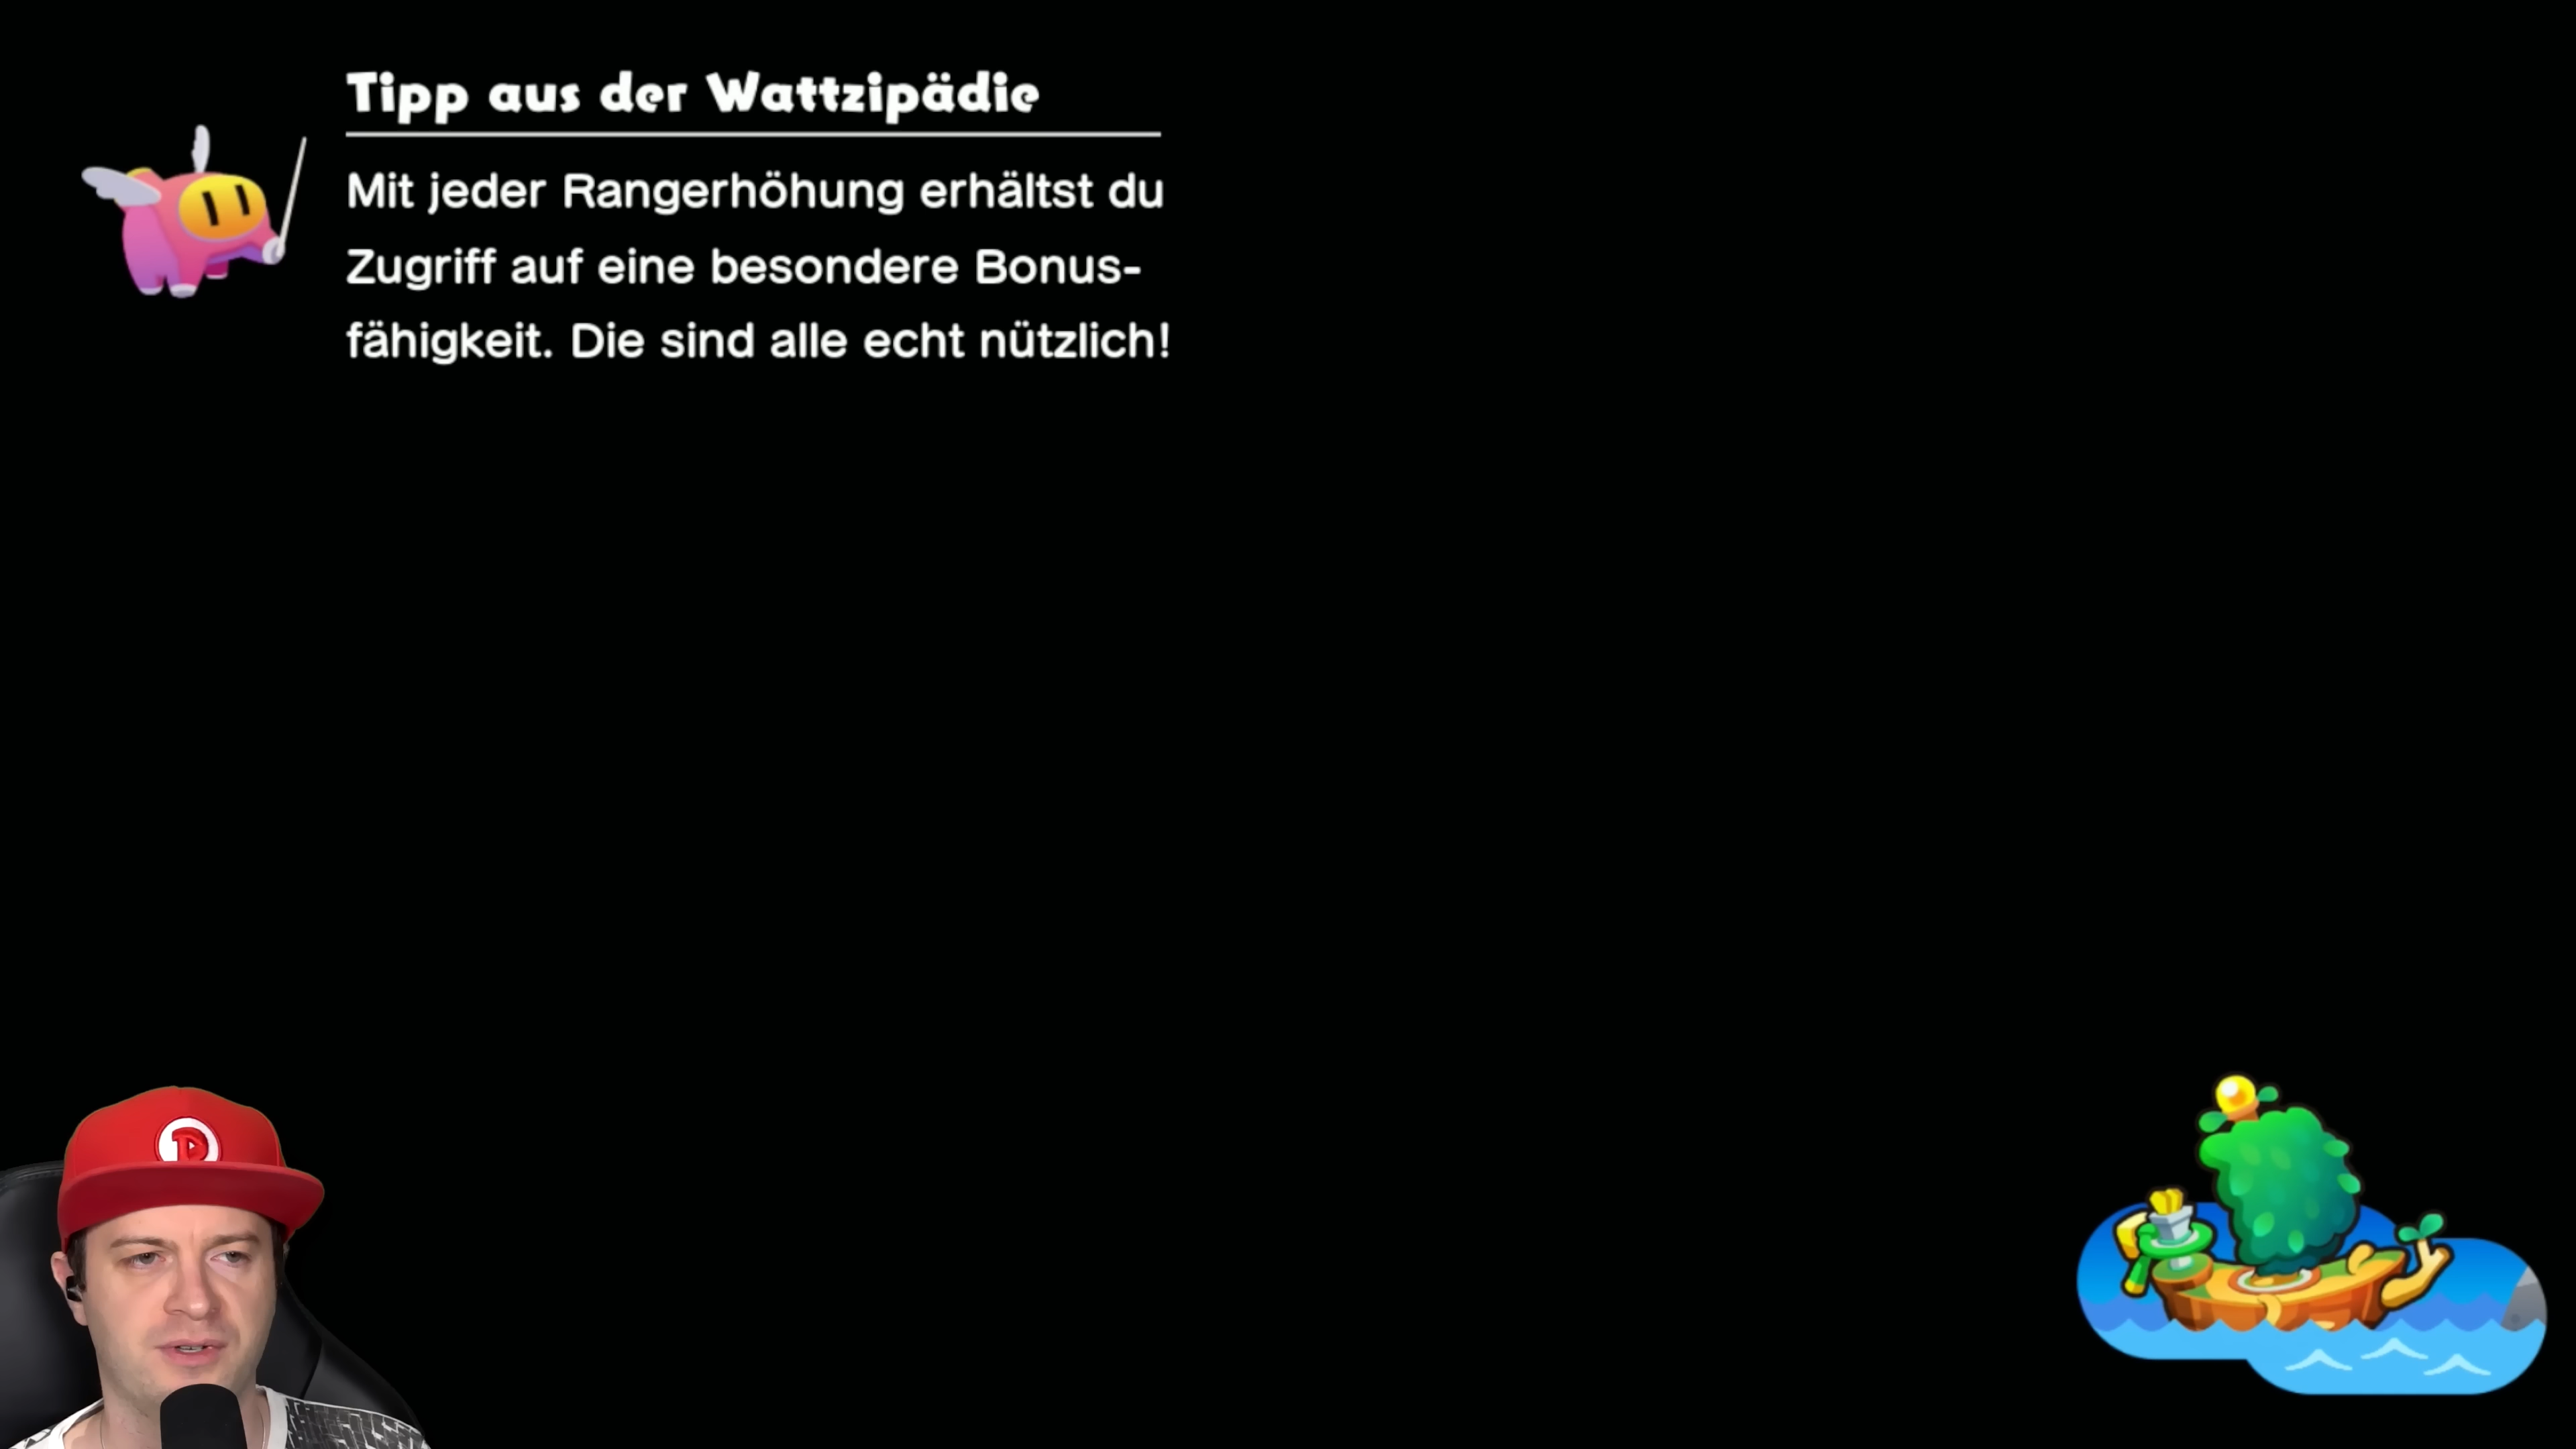 Tipp aus der Wattzipädie
Mit jeder Rangerhöhung erhältst du
Zugriff auf eine besondere Bonus-
fähigkeit. Die sind alle echt nützlich!